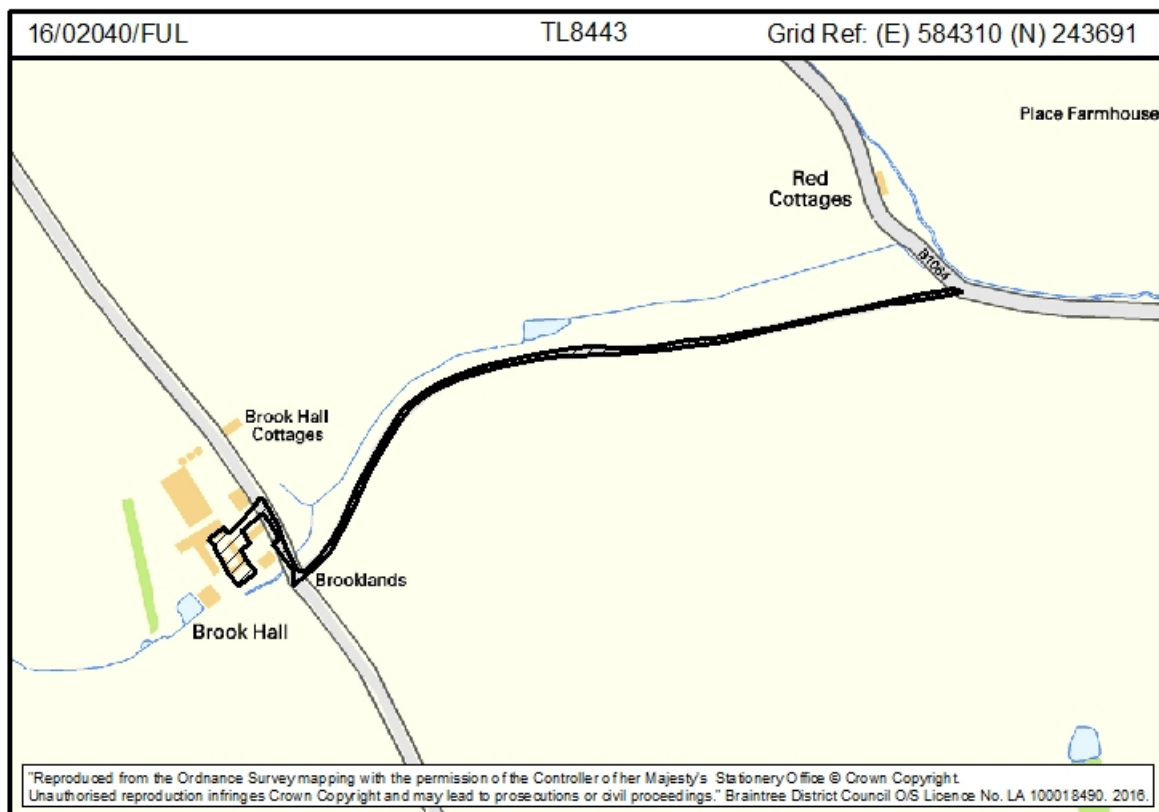 16/02040/FUL TL8443 Grid Ref: (E) 584310 (N) 243691
Place Farmhouse
Red
Cottages
B1064
Brook Hall
Cottages
Brooklands
Brook Hall
"Reproduced from the Ordnance Survey mapping with the permission of the Controller of her Majesty's Stationery Office © Crown Copyright.
Unauthorised reproduction infringes Crown Copyright and may lead to prosecutions or civil proceedings." Braintree District Council O/S Licence No. LA 100018490, 2016.